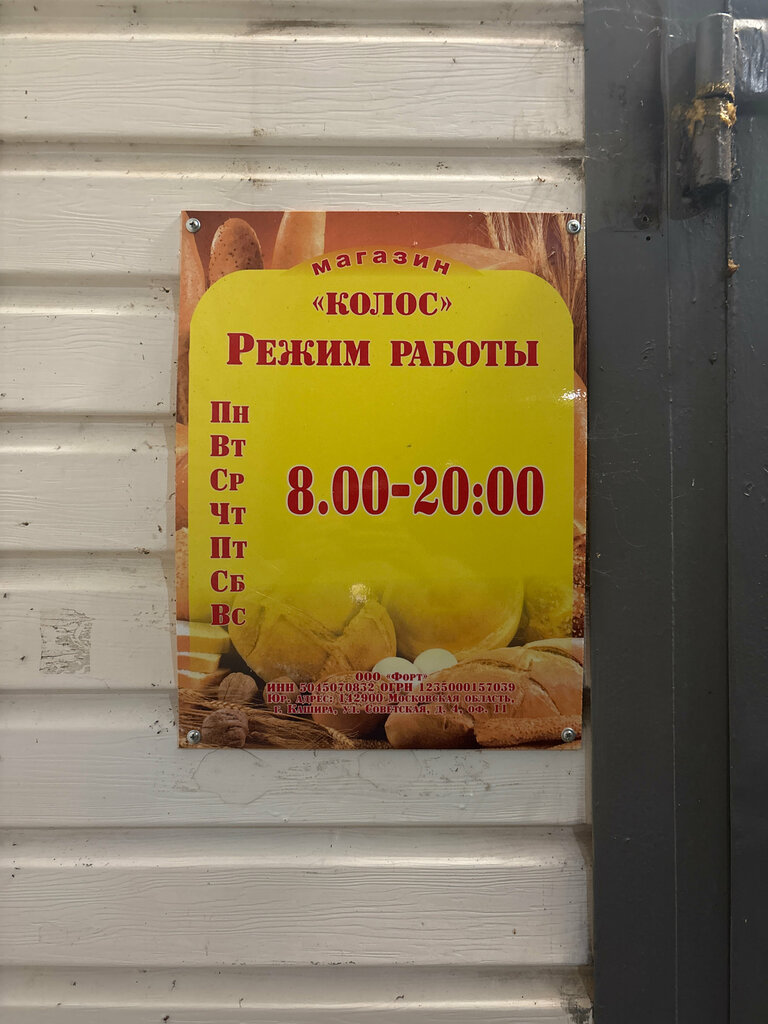 магазин
«КОЛОС»
РЕЖИМ РАБОТЫ
Пн
Вт
Ср
8.00-20:00
Чт
Пт
Сб
Вс
ООО «Форт»
ИНН 5045070832 ОГРН 1235000157039
Юр. адрес: 142900 Московская область,
г. Кашира, ул. Советская, д. 4, оф. 11